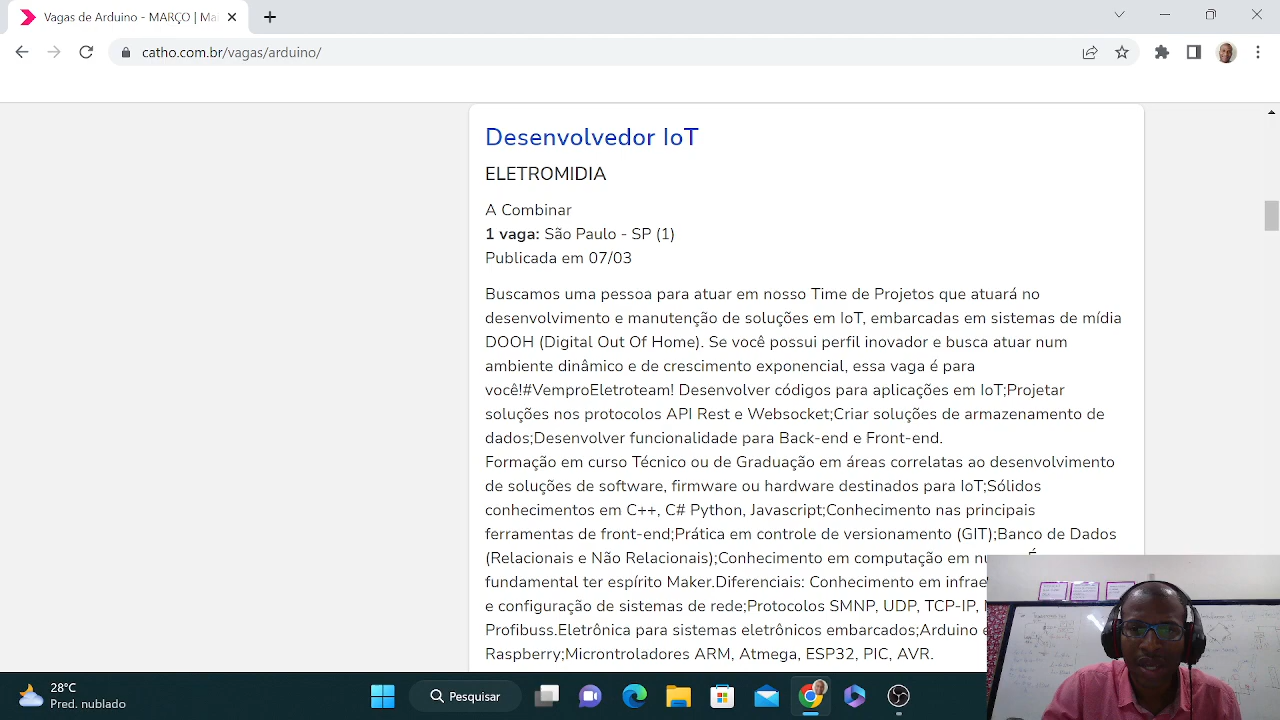 Vagas de Arduino - MARÇO | Mai
catho.com.br/vagas/arduino/
Desenvolvedor IoT
ELETROMIDIA
A Combinar
1 vaga: São Paulo - SP (1)
Publicada em 07/03
Buscamos uma pessoa para atuar em nosso Time de Projetos que atuará no
desenvolvimento e manutenção de soluções em IoT, embarcadas em sistemas de mídia
DOOH (Digital Out Of Home). Se você possui perfil inovador e busca atuar num
ambiente dinâmico e de crescimento exponencial, essa vaga é para
você!#VemproEletroteam! Desenvolver códigos para aplicações em IoT;Projetar
soluções nos protocolos API Rest e Websocket;Criar soluções de armazenamento de
dados;Desenvolver funcionalidade para Back-end e Front-end.
Formação em curso Técnico ou de Graduação em áreas correlatas ao desenvolvimento
de soluções de software, firmware ou hardware destinados para IoT;Sólidos
conhecimentos em C++, C# Python, Javascript;Conhecimento nas principais
ferramentas de front-end;Prática em controle de versionamento (GIT);Banco de Dados
(Relacionais e Não Relacionais);Conhecimento em computação em É
fundamental ter espírito Maker.Diferenciais: Conhecimento em
e configuração de sistemas de rede;Protocolos SMNP, UDP, TCP-IP,
Profibuss.Eletrônica para sistemas eletrônicos embarcados;Arduino e
Raspberry;Microntroladores ARM, Atmega, ESP32, PIC, AVR.
28°C
Pred. nublado
Pesquisar